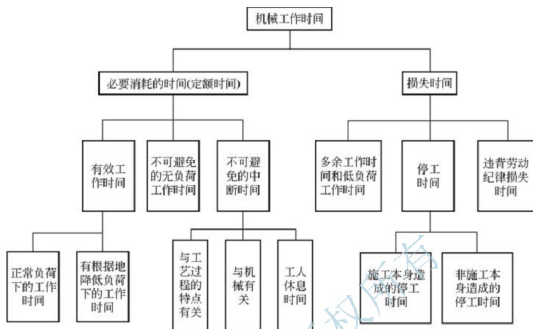 机械工作时间
必要消耗的时间(定额时间)
损失时间
有效工
作时间
不可避免
的无负荷
工作时间
不可避
免的中
断时间
多余工作时
间和低负荷
工作时间
停工
时间
违背劳动
纪律损失
时间
正常负荷
下的工作
时间
有根据地
降低负荷
下的工作
时间
与工
艺过程
的特点
有关
与机
械有
关
工人
休息
时间
施工本身造
成的停工
时间
非施工本
身造成的
停工时间
权所有